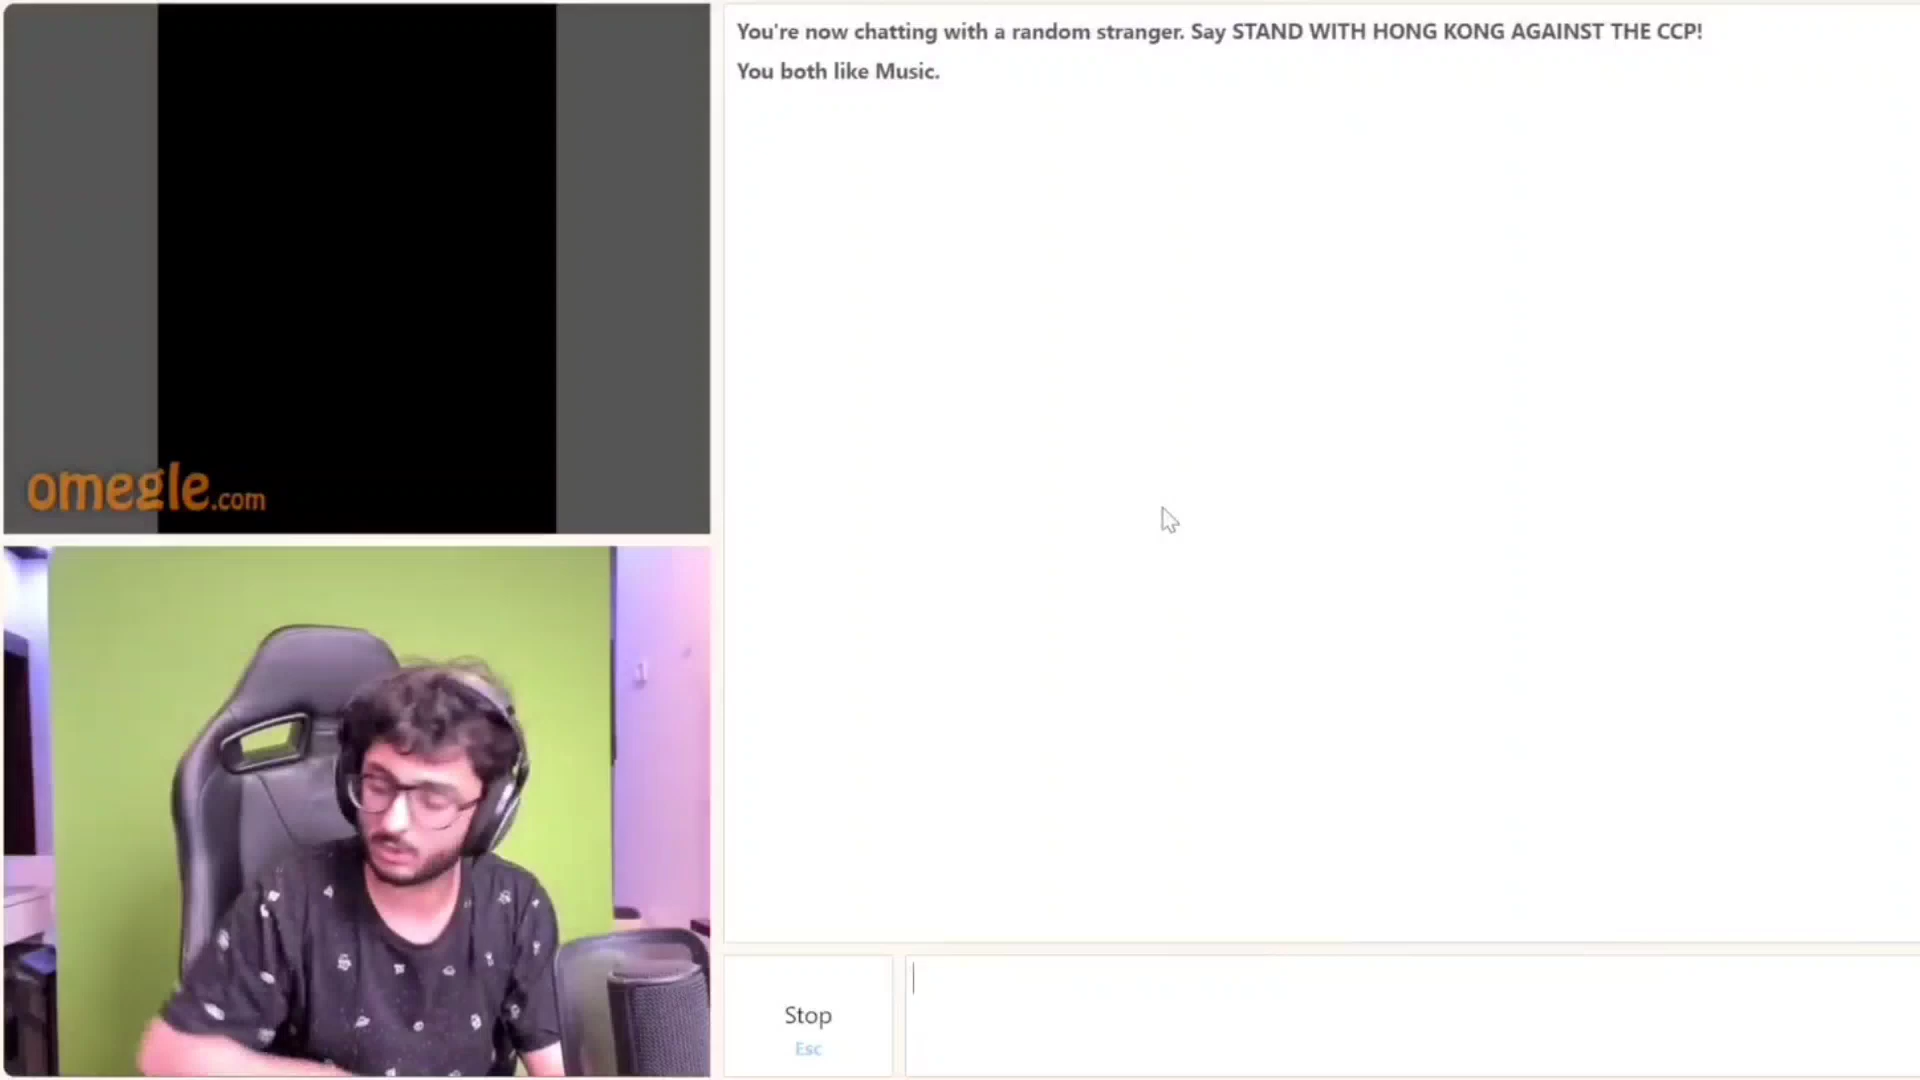 You're now chatting with a random stranger. Say STAND WITH HONG KONG AGAINST THE CCP!
You both like Music.
omegle.com
Stop
Esc